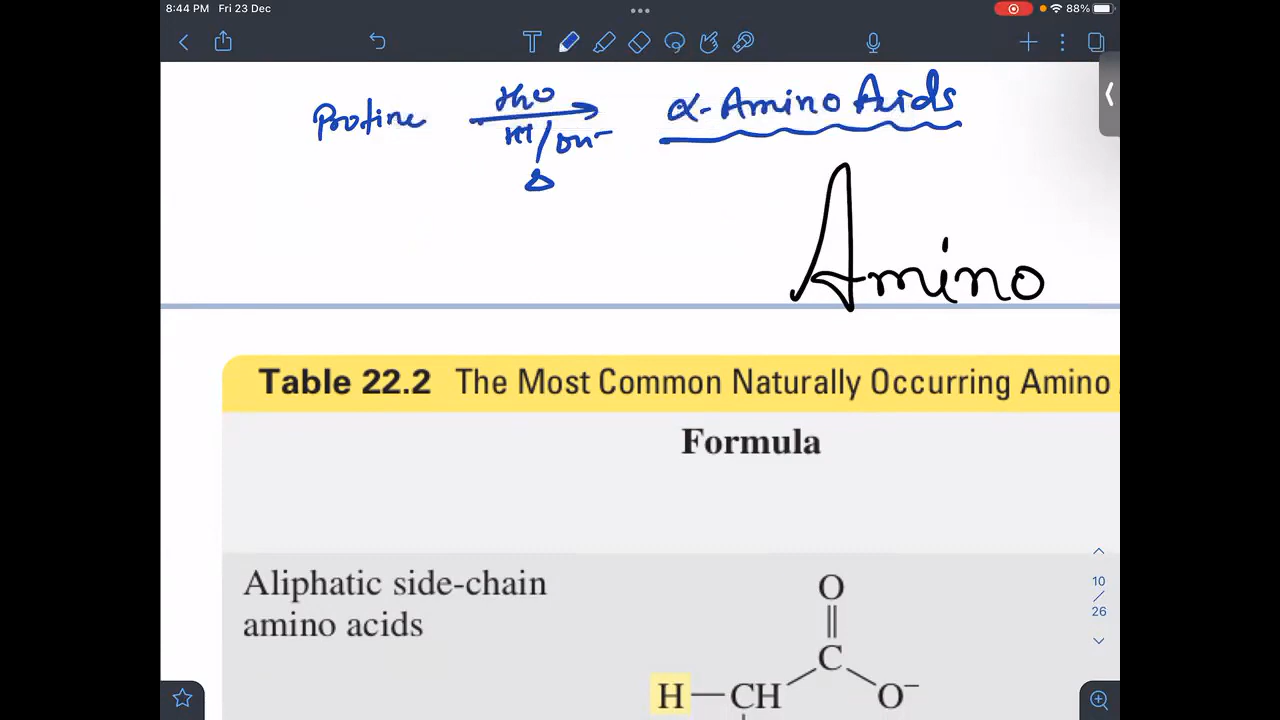 8:44 PM Fri 23 Dec
88%
Protine H2O α-Amino Acids
H+/OH-
Δ
Amino
Table 22.2 The Most Common Naturally Occurring Amino
Formula
Aliphatic side-chain
amino acids
O
C
H—CH O−
10
/
26